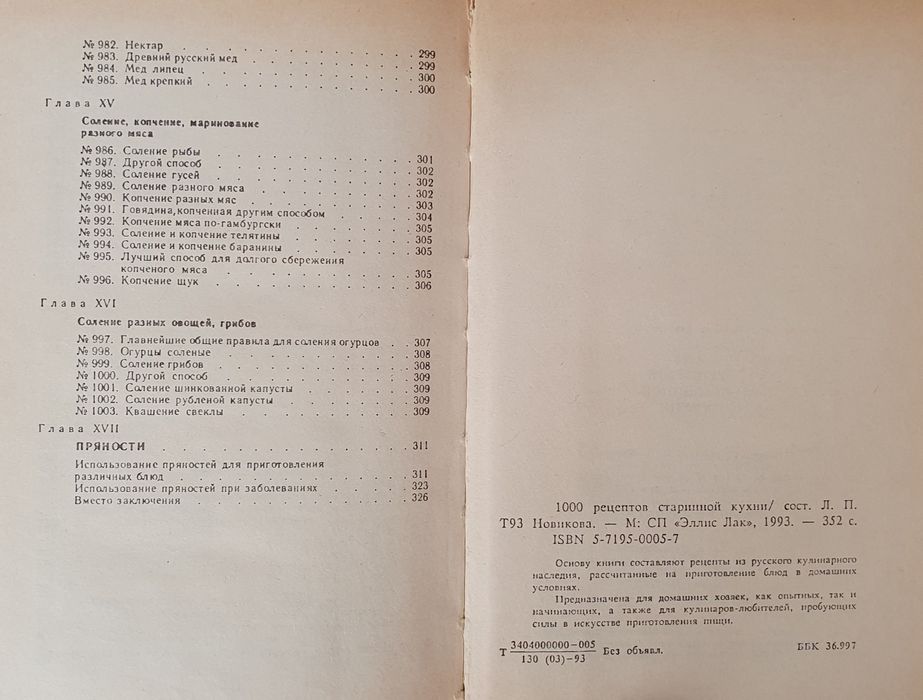 № 982. Нектар . . . . . . . . . . . . 299
№ 983. Древний русский мед . . . . . . . . 299
№ 984. Мед липец . . . . . . . . . . . 300
№ 985. Мед крепкий . . . . . . . . . . . 300
Глава XV
Соление, копчение, маринование
разного мяса
№ 986. Соление рыбы . . . . . . . . . . 301
№ 987. Другой способ . . . . . . . . . . 302
№ 988. Соление гусей . . . . . . . . . . 302
№ 989. Соление разного мяса . . . . . . . . 302
№ 990. Копчение разных мяс . . . . . . . . 303
№ 991. Говядина,копченная другим способом . . . . 304
№ 992. Копчение мяса по-гамбургски . . . . . . 305
№ 993. Соление и копчение телятины . . . . . . 305
№ 994. Соление и копчение баранины . . . . . . 305
№ 995. Лучший способ для долгого сбережения
копченого мяса . . . . . . . . . 305
№ 996. Копчение щук . . . . . . . . . . 306
Глава XVI
Соление разных овощей, грибов
№ 997. Главнейшие общие правила для соления огурцов . . 307
№ 998. Огурцы соленые . . . . . . . . . . 308
№ 999. Соление грибов . . . . . . . . . . 308
№ 1000. Другой способ . . . . . . . . . . 309
№ 1001. Соление шинкованной капусты . . . . . . 309
№ 1002. Соление рубленой капусты . . . . . . . 309
№ 1003. Квашение свеклы . . . . . . . . . 309
Глава XVII
ПРЯНОСТИ . . . . . . . . . . . . . 311
Использование пряностей для приготовления
различных блюд . . . . . . . . . . . . 311
Использование пряностей при заболеваниях . . . . . 323
Вместо заключения . . . . . . . . . . . 326
1000 рецептов старинной кухни/ сост. Л. П.
Т93 Новикова. — М: СП «Эллис Лак», 1993. — 352 с.
ISBN 5-7195-0005-7
Основу книги составляют рецепты из русского кулинарного
наследия, рассчитанные на приготовление блюд в домашних
условиях.
Предназначена для домашних хозяек, как опытных, так и
начинающих, а также для кулинаров-любителей, пробующих
силы в искусстве приготовления пищи.
Т 3404000000-005
130 (03)-93 Без объявл.
ББК 36.997